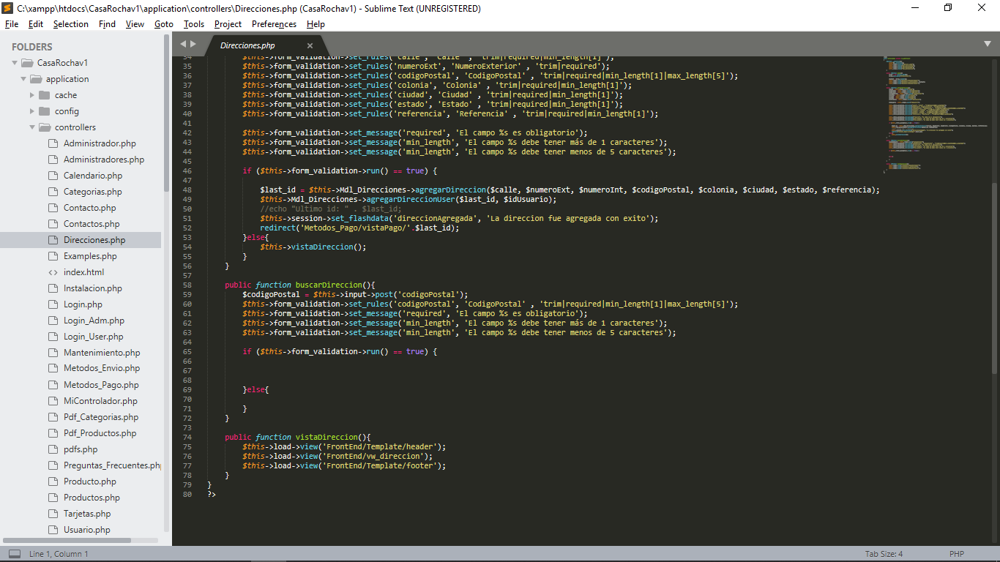 C:\xampp\htdocs\CasaRochav1\application\controllers\Direcciones.php (CasaRochav1) - Sublime Text (UNREGISTERED)
File Edit Selection Find View Goto Tools Project Preferences Help
FOLDERS
CasaRochav1
application
cache
config
controllers
Administrador.php
Administradores.php
Calendario.php
Categorias.php
Contacto.php
Contactos.php
Direcciones.php
Examples.php
index.html
Instalacion.php
Login.php
Login_Adm.php
Login_User.php
Mantenimiento.php
Metodos_Envio.php
Metodos_Pago.php
MiControlador.php
Pdf_Categorias.php
Pdf_Productos.php
pdfs.php
Preguntas_Frecuentes.php
Producto.php
Productos.php
Tarjetas.php
Usuario.php
Direcciones.php
34 $this->form_validation->set_rules('calle', 'Calle' , 'trim|required|min_length[1]');
35 $this->form_validation->set_rules('numeroExt', 'NumeroExterior' , 'trim|required');
36 $this->form_validation->set_rules('codigoPostal', 'CodigoPostal' , 'trim|required|min_length[1]|max_length[5]');
37 $this->form_validation->set_rules('colonia', 'Colonia' , 'trim|required|min_length[1]');
38 $this->form_validation->set_rules('ciudad', 'Ciudad' , 'trim|required|min_length[1]');
39 $this->form_validation->set_rules('estado', 'Estado' , 'trim|required|min_length[1]');
40 $this->form_validation->set_rules('referencia', 'Referencia' , 'trim|required|min_length[1]');
41
42 $this->form_validation->set_message('required', 'El campo %s es obligatorio');
43 $this->form_validation->set_message('min_length', 'El campo %s debe tener más de 1 caracteres');
44 $this->form_validation->set_message('min_length', 'El campo %s debe tener menos de 5 caracteres');
45
46 if ($this->form_validation->run() == true) {
47
48 $last_id = $this->Mdl_Direcciones->agregarDireccion($calle, $numeroExt, $numeroInt, $codigoPostal, $colonia, $ciudad, $estado, $referencia);
49 $this->Mdl_Direcciones->agregarDireccionUser($last_id, $idUsuario);
50 //echo "Ultimo id: " . $last_id;
51 $this->session->set_flashdata('direccionAgregada', 'La direccion fue agregada con exito');
52 redirect('Metodos_Pago/vistaPago/'.$last_id);
53 }else{
54 $this->vistaDireccion();
55 }
56 }
57
58 public function buscarDireccion(){
59 $codigoPostal = $this->input->post('codigoPostal');
60 $this->form_validation->set_rules('codigoPostal', 'CodigoPostal' , 'trim|required|min_length[1]|max_length[5]');
61 $this->form_validation->set_message('required', 'El campo %s es obligatorio');
62 $this->form_validation->set_message('min_length', 'El campo %s debe tener más de 1 caracteres');
63 $this->form_validation->set_message('min_length', 'El campo %s debe tener menos de 5 caracteres');
64
65 if ($this->form_validation->run() == true) {
66
67
68
69 }else{
70
71 }
72 }
73
74 public function vistaDireccion(){
75 $this->load->view('FrontEnd/Template/header');
76 $this->load->view('FrontEnd/vw_direccion');
77 $this->load->view('FrontEnd/Template/footer');
78 }
79 }
80 ?>
Line 1, Column 1
Tab Size: 4
PHP